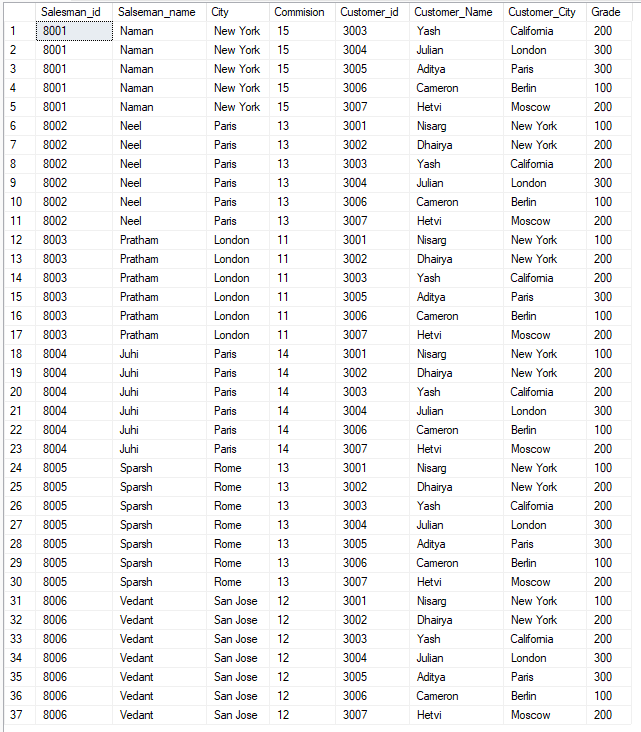 Salesman_id Salseman_name City Commision Customer_id Customer_Name Customer_City Grade
1 8001 Naman New York 15 3003 Yash California 200
2 8001 Naman New York 15 3004 Julian London 300
3 8001 Naman New York 15 3005 Aditya Paris 300
4 8001 Naman New York 15 3006 Cameron Berlin 100
5 8001 Naman New York 15 3007 Hetvi Moscow 200
6 8002 Neel Paris 13 3001 Nisarg New York 100
7 8002 Neel Paris 13 3002 Dhairya New York 200
8 8002 Neel Paris 13 3003 Yash California 200
9 8002 Neel Paris 13 3004 Julian London 300
10 8002 Neel Paris 13 3006 Cameron Berlin 100
11 8002 Neel Paris 13 3007 Hetvi Moscow 200
12 8003 Pratham London 11 3001 Nisarg New York 100
13 8003 Pratham London 11 3002 Dhairya New York 200
14 8003 Pratham London 11 3003 Yash California 200
15 8003 Pratham London 11 3005 Aditya Paris 300
16 8003 Pratham London 11 3006 Cameron Berlin 100
17 8003 Pratham London 11 3007 Hetvi Moscow 200
18 8004 Juhi Paris 14 3001 Nisarg New York 100
19 8004 Juhi Paris 14 3002 Dhairya New York 200
20 8004 Juhi Paris 14 3003 Yash California 200
21 8004 Juhi Paris 14 3004 Julian London 300
22 8004 Juhi Paris 14 3006 Cameron Berlin 100
23 8004 Juhi Paris 14 3007 Hetvi Moscow 200
24 8005 Sparsh Rome 13 3001 Nisarg New York 100
25 8005 Sparsh Rome 13 3002 Dhairya New York 200
26 8005 Sparsh Rome 13 3003 Yash California 200
27 8005 Sparsh Rome 13 3004 Julian London 300
28 8005 Sparsh Rome 13 3005 Aditya Paris 300
29 8005 Sparsh Rome 13 3006 Cameron Berlin 100
30 8005 Sparsh Rome 13 3007 Hetvi Moscow 200
31 8006 Vedant San Jose 12 3001 Nisarg New York 100
32 8006 Vedant San Jose 12 3002 Dhairya New York 200
33 8006 Vedant San Jose 12 3003 Yash California 200
34 8006 Vedant San Jose 12 3004 Julian London 300
35 8006 Vedant San Jose 12 3005 Aditya Paris 300
36 8006 Vedant San Jose 12 3006 Cameron Berlin 100
37 8006 Vedant San Jose 12 3007 Hetvi Moscow 200